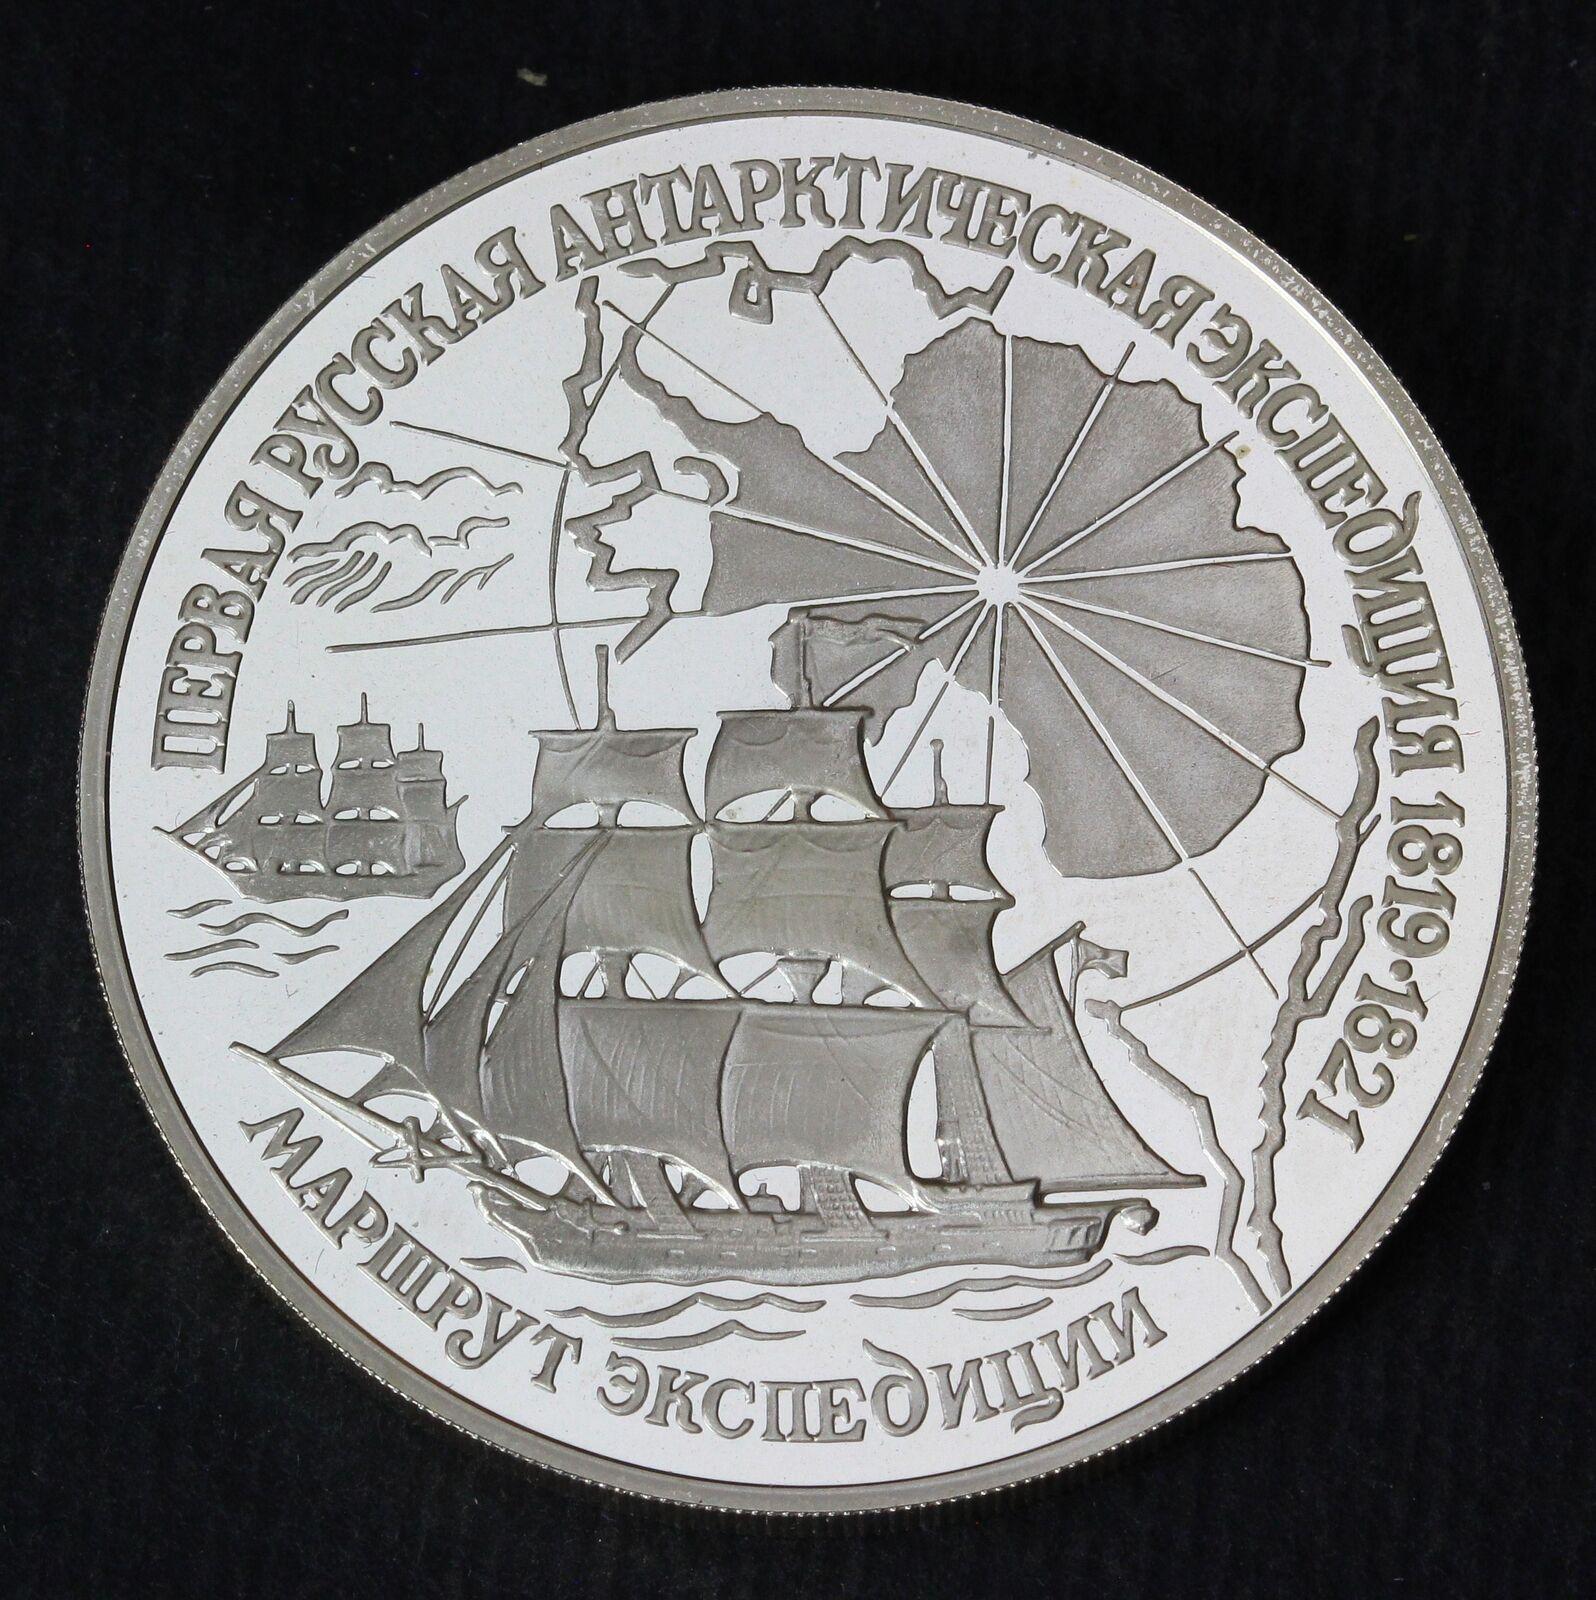 ПЕРВАЯ РУССКАЯ АНТАРКТИЧЕСКАЯ ЭКСПЕДИЦИЯ 1819·1821
МАРШРУТ ЭКСПЕДИЦИИ